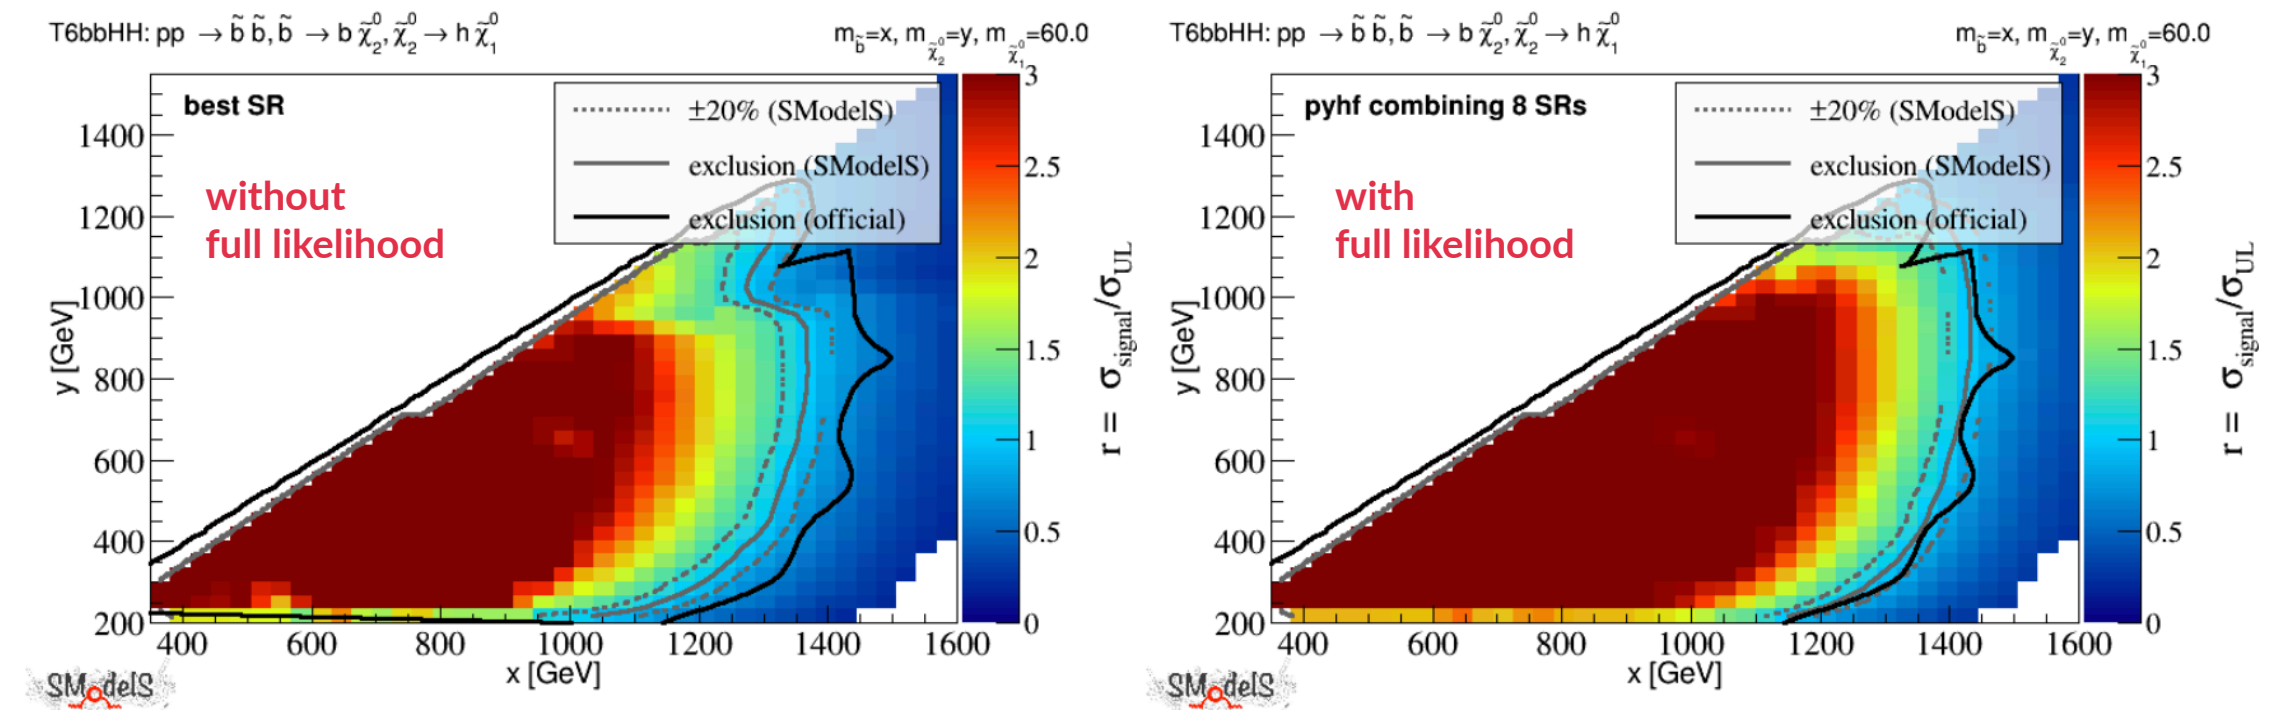 T6bbHH: pp → b̃ b̃, b̃ → b χ̃⁰₂, χ̃⁰₂ → h χ̃⁰₁
m_b̃=x, m_χ̃⁰₂=y, m_χ̃⁰₁=60.0
best SR
without
full likelihood
±20% (SModelS)
exclusion (SModelS)
exclusion (official)
1400
1200
1000
800
600
400
200
y [GeV]
400 600 800 1000 1200 1400 1600
x [GeV]
3
2.5
2
1.5
1
0.5
0
r = σ_signal/σ_UL
SModelS
T6bbHH: pp → b̃ b̃, b̃ → b χ̃⁰₂, χ̃⁰₂ → h χ̃⁰₁
m_b̃=x, m_χ̃⁰₂=y, m_χ̃⁰₁=60.0
pyhf combining 8 SRs
with
full likelihood
±20% (SModelS)
exclusion (SModelS)
exclusion (official)
1400
1200
1000
800
600
400
200
y [GeV]
400 600 800 1000 1200 1400 1600
x [GeV]
3
2.5
2
1.5
1
0.5
0
r = σ_signal/σ_UL
SModelS